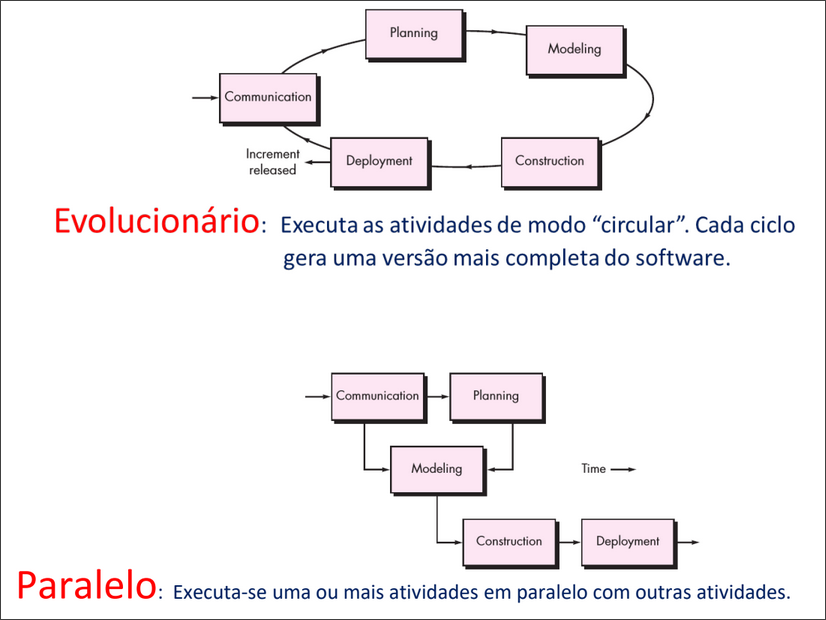 Planning
Modeling
Communication
Increment
released
Deployment
Construction
Evolucionário: Executa as atividades de modo “circular”. Cada ciclo
gera uma versão mais completa do software.
Communication
Planning
Modeling
Time
Construction
Deployment
Paralelo: Executa-se uma ou mais atividades em paralelo com outras atividades.